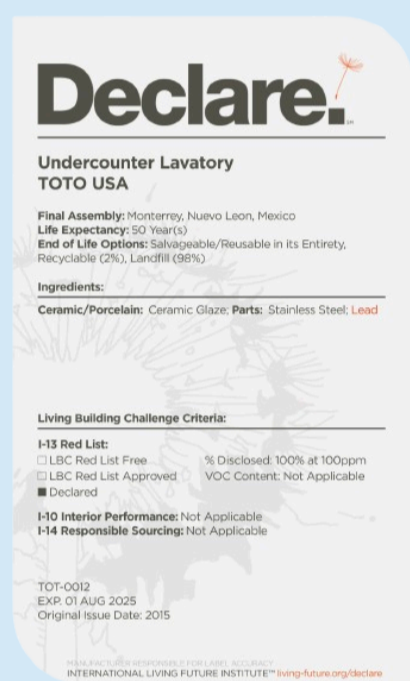 Declare.
SM
Undercounter Lavatory
TOTO USA
Final Assembly: Monterrey, Nuevo Leon, Mexico
Life Expectancy: 50 Year(s)
End of Life Options: Salvageable/Reusable in its Entirety,
Recyclable (2%), Landfill (98%)
Ingredients:
Ceramic/Porcelain: Ceramic Glaze; Parts: Stainless Steel; Lead
Living Building Challenge Criteria:
I-13 Red List:
☐ LBC Red List Free % Disclosed: 100% at 100ppm
☐ LBC Red List Approved VOC Content: Not Applicable
■ Declared
I-10 Interior Performance: Not Applicable
I-14 Responsible Sourcing: Not Applicable
TOT-0012
EXP. 01 AUG 2025
Original Issue Date: 2015
MANUFACTURER RESPONSIBLE FOR LABEL ACCURACY
INTERNATIONAL LIVING FUTURE INSTITUTE™ living-future.org/declare